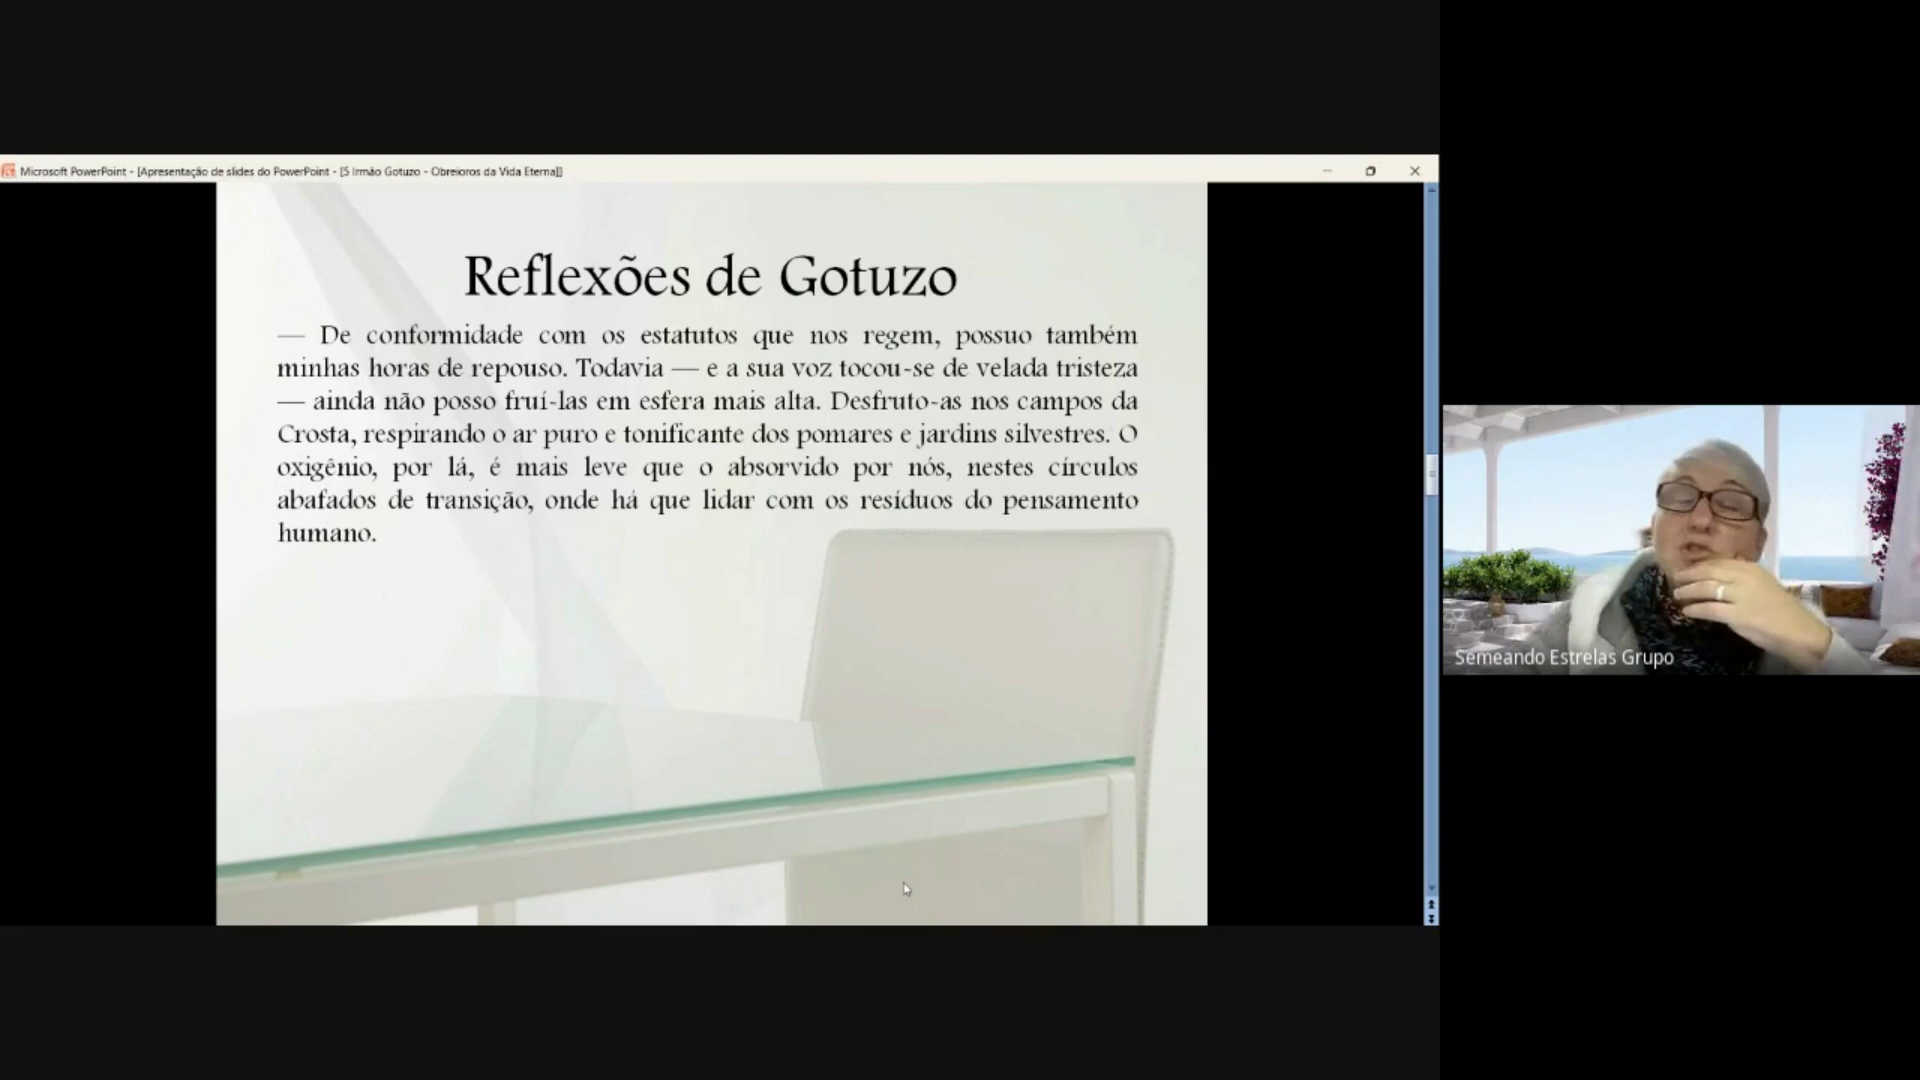 Microsoft PowerPoint - [Apresentação de slides do PowerPoint - [5 Irmão Gotuzo - Obreioros da Vida Eterna]]
Reflexões de Gotuzo
— De conformidade com os estatutos que nos regem, possuo também
minhas horas de repouso. Todavia — e a sua voz tocou-se de velada tristeza
— ainda não posso fruí-las em esfera mais alta. Desfruto-as nos campos da
Crosta, respirando o ar puro e tonificante dos pomares e jardins silvestres. O
oxigênio, por lá, é mais leve que o absorvido por nós, nestes círculos
abafados de transição, onde há que lidar com os resíduos do pensamento
humano.
Semeando Estrelas Grupo